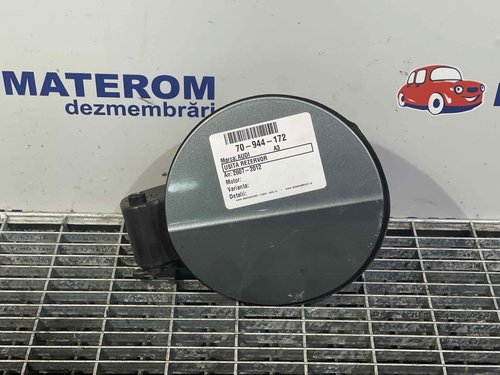 MATEROM
dezmembrări
70-944-172
Marca: AUDI A3
USITA REZERVOR
An: 2007 - 2012
Motor:
Varianta:
Detalii: